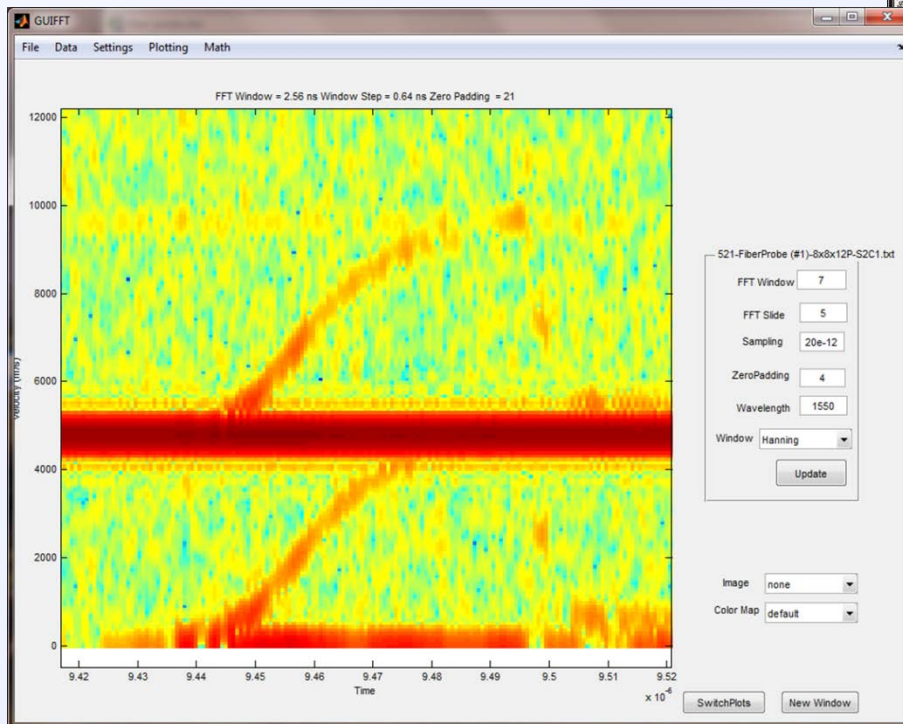 GUIFFT
File Data Settings Plotting Math
FFT Window = 2.56 ns Window Step = 0.64 ns Zero Padding = 21
12000
10000
8000
6000
4000
2000
0
Velocity (m/s)
9.42 9.43 9.44 9.45 9.46 9.47 9.48 9.49 9.5 9.51 9.52
Time
x 10⁻⁶
521-FiberProbe (#1)-8x8x12P-S2C1.txt
FFT Window 7
FFT Slide 5
Sampling 20e-12
ZeroPadding 4
Wavelength 1550
Window Hanning
Update
Image none
Color Map default
SwitchPlots New Window